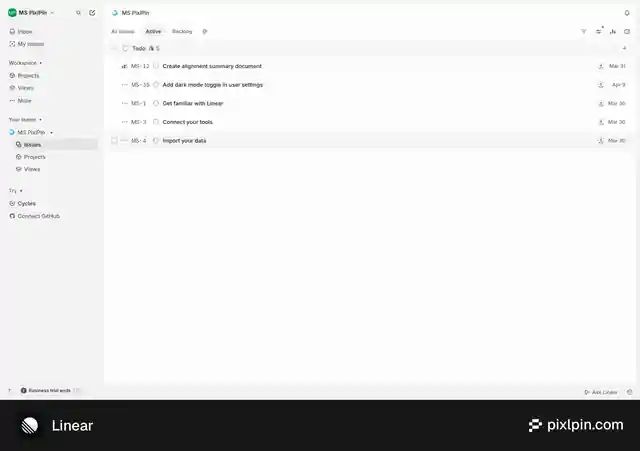 MS PixlPin
Inbox
My issues
Workspace
Projects
Views
More
Your teams
MS PixlPin
Issues
Projects
Views
Try
Cycles
Connect GitHub
Business trial ends
MS PixlPin
All issues Active Backlog
Todo 5
MS-12 Create alignment summary document Mar 31
Add dark mode toggle in user settings Apr 9
MS-1 Get familiar with Linear Mar 30
MS-3 Connect your tools Mar 30
MS-4 Import your data Mar 30
Ask Linear
Linear
pixlpin.com